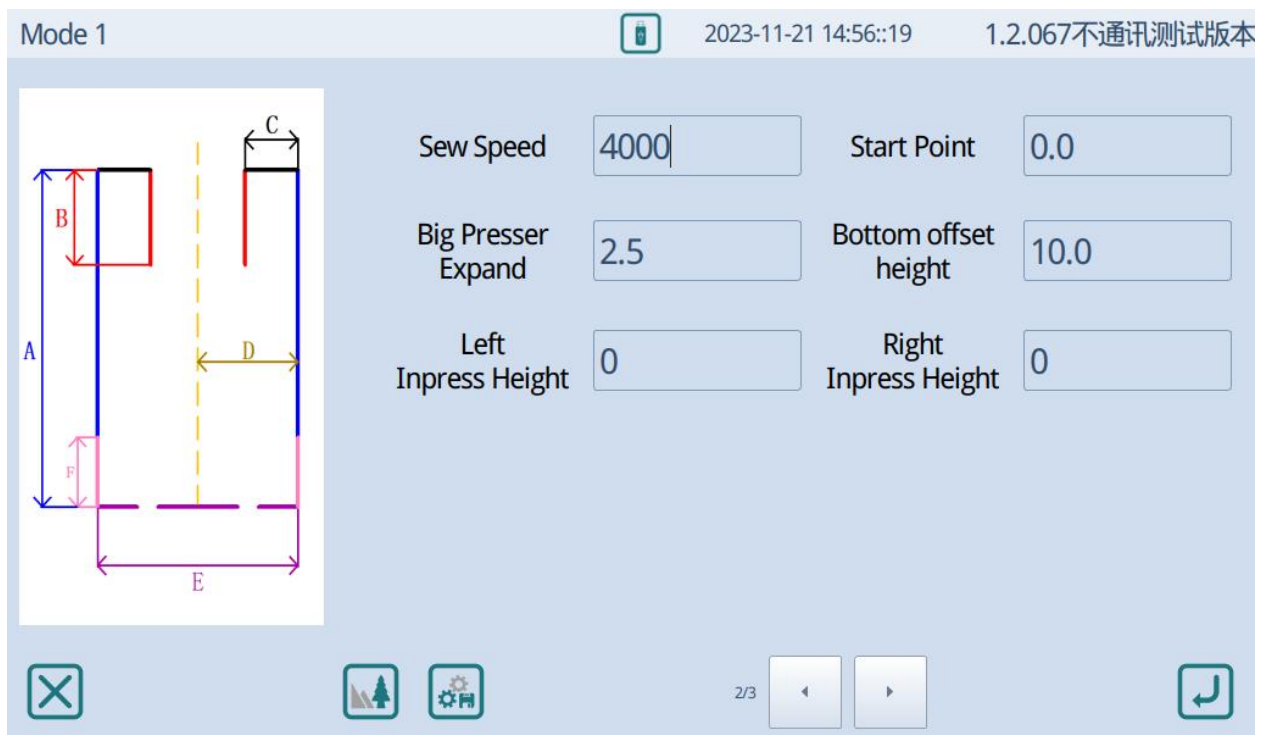 Mode 1
2023-11-21 14:56::19
1.2.067不通讯测试版本
C
B
A
D
F
E
Sew Speed
4000
Start Point
0.0
Big Presser
Expand
2.5
Bottom offset
height
10.0
Left
Inpress Height
0
Right
Inpress Height
0
2/3